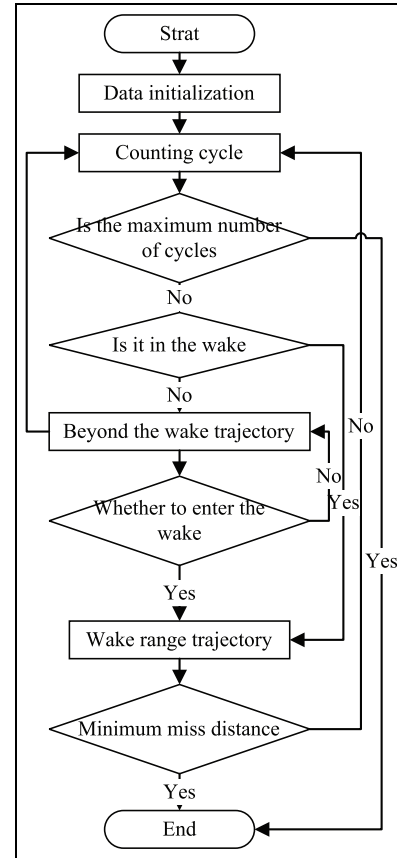 Strat
Data initialization
Counting cycle
Is the maximum number
of cycles
No
Is it in the wake
No
Beyond the wake trajectory
No
No
Whether to enter the
wake
Yes
Yes
Yes
Wake range trajectory
Minimum miss distance
Yes
End